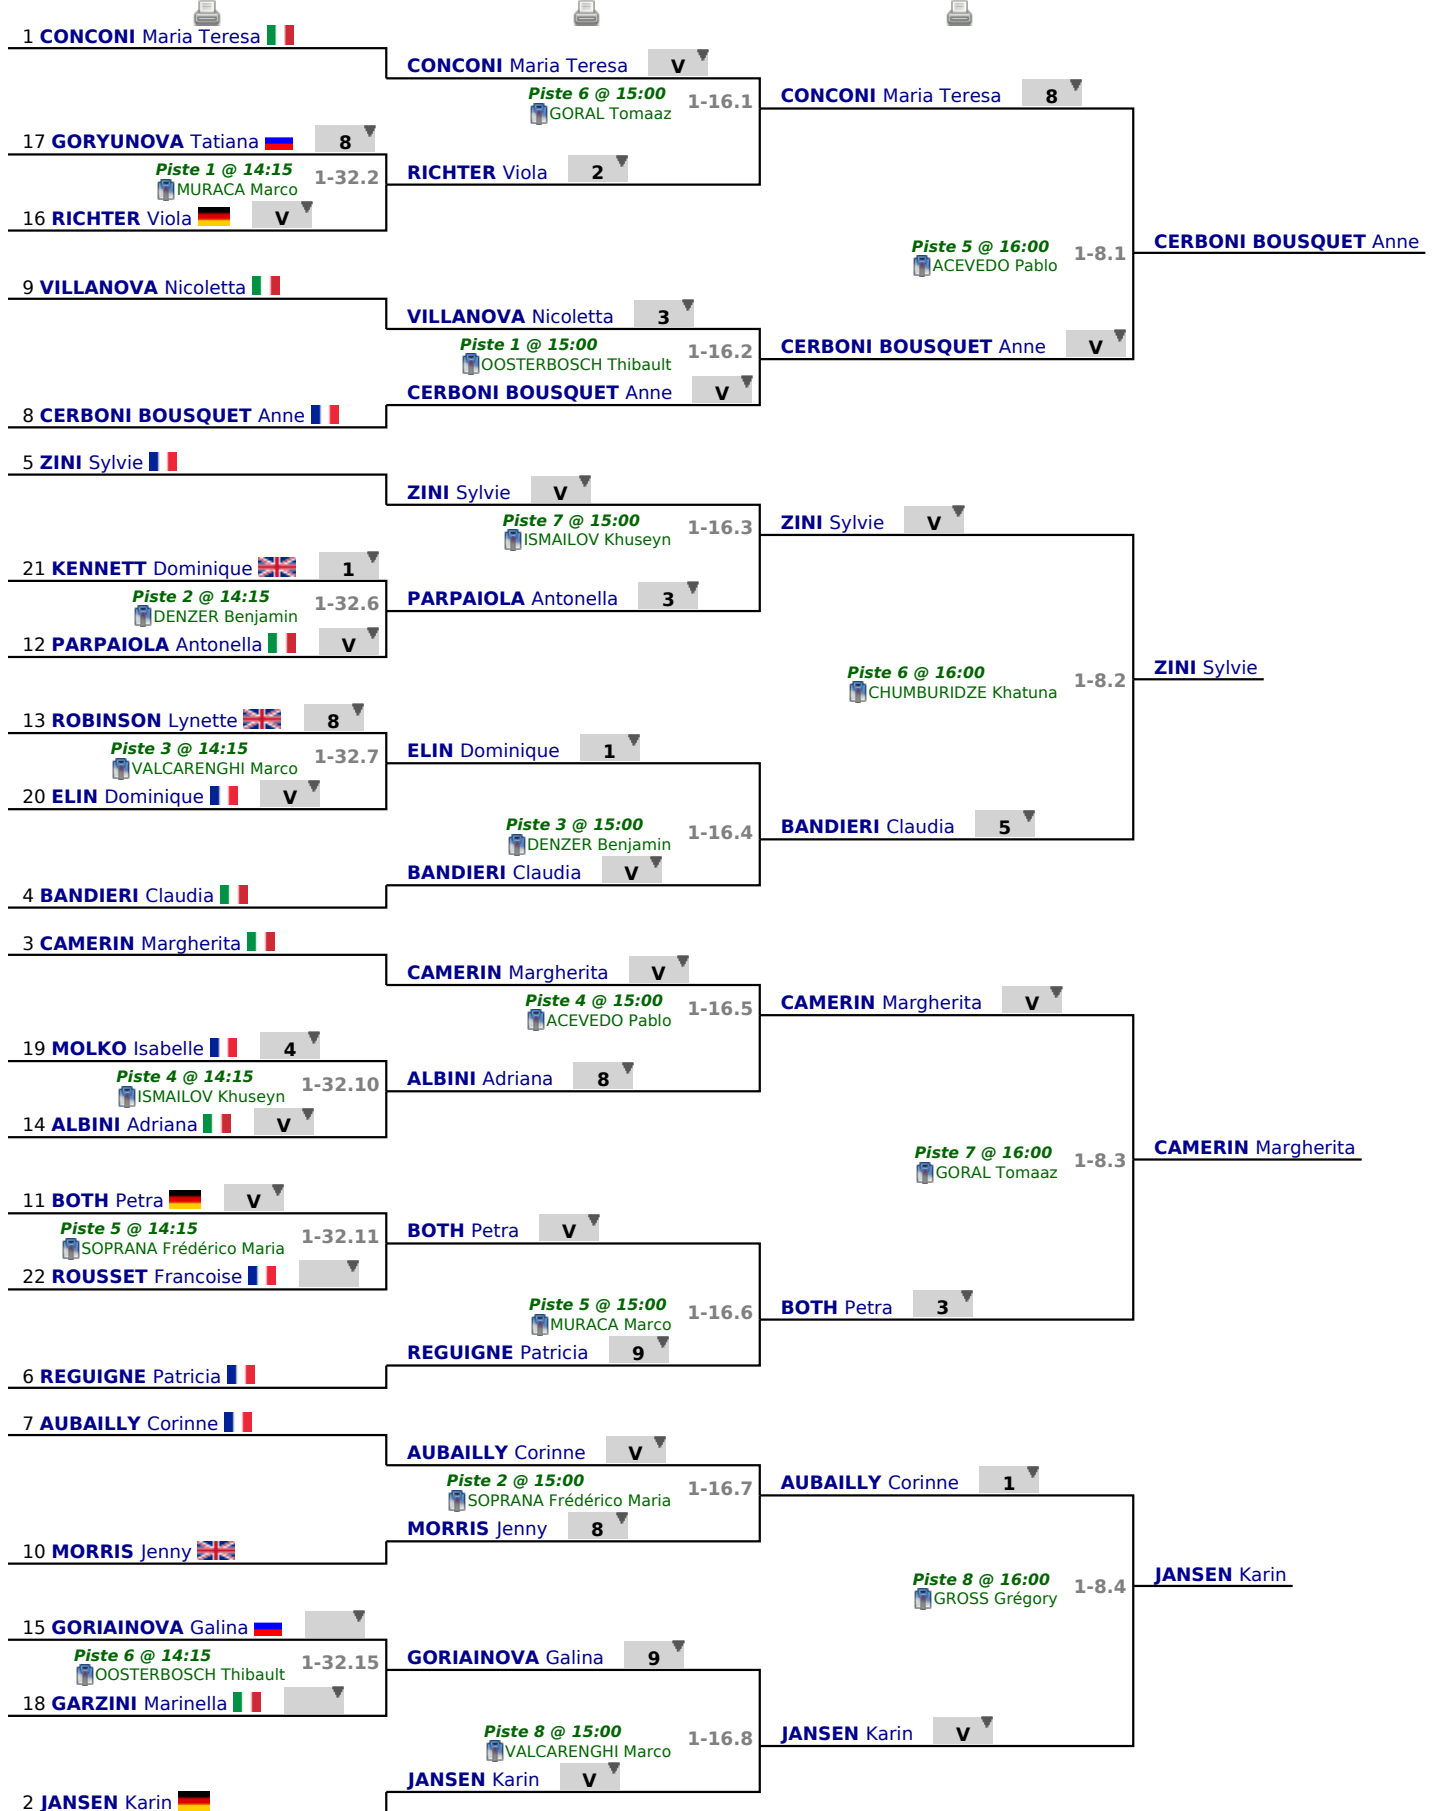 1 CONCONI Maria Teresa
CONCONI Maria Teresa V
Piste 6 @ 15:00
GORAL Tomaaz
1-16.1
CONCONI Maria Teresa 8
17 GORYUNOVA Tatiana 8
Piste 1 @ 14:15
MURACA Marco
1-32.2
RICHTER Viola 2
16 RICHTER Viola V
Piste 5 @ 16:00
ACEVEDO Pablo
1-8.1
CERBONI BOUSQUET Anne
9 VILLANOVA Nicoletta
VILLANOVA Nicoletta 3
Piste 1 @ 15:00
OOSTERBOSCH Thibault
1-16.2
CERBONI BOUSQUET Anne V
CERBONI BOUSQUET Anne V
8 CERBONI BOUSQUET Anne
5 ZINI Sylvie
ZINI Sylvie V
Piste 7 @ 15:00
ISMAILOV Khuseyn
1-16.3
ZINI Sylvie V
21 KENNETT Dominique 1
Piste 2 @ 14:15
DENZER Benjamin
1-32.6
PARPAIOLA Antonella 3
12 PARPAIOLA Antonella V
Piste 6 @ 16:00
CHUMBURIDZE Khatuna
1-8.2
ZINI Sylvie
13 ROBINSON Lynette 8
Piste 3 @ 14:15
VALCARENGHI Marco
1-32.7
ELIN Dominique 1
20 ELIN Dominique V
Piste 3 @ 15:00
DENZER Benjamin
1-16.4
BANDIERI Claudia 5
BANDIERI Claudia V
4 BANDIERI Claudia
3 CAMERIN Margherita
CAMERIN Margherita V
Piste 4 @ 15:00
ACEVEDO Pablo
1-16.5
CAMERIN Margherita V
19 MOLKO Isabelle 4
Piste 4 @ 14:15
ISMAILOV Khuseyn
1-32.10
ALBINI Adriana 8
14 ALBINI Adriana V
Piste 7 @ 16:00
GORAL Tomaaz
1-8.3
CAMERIN Margherita
11 BOTH Petra V
Piste 5 @ 14:15
SOPRANA Frédérico Maria
1-32.11
BOTH Petra V
22 ROUSSET Francoise
Piste 5 @ 15:00
MURACA Marco
1-16.6
BOTH Petra 3
REGUIGNE Patricia 9
6 REGUIGNE Patricia
7 AUBAILLY Corinne
AUBAILLY Corinne V
Piste 2 @ 15:00
SOPRANA Frédérico Maria
1-16.7
AUBAILLY Corinne 1
MORRIS Jenny 8
10 MORRIS Jenny
Piste 8 @ 16:00
GROSS Grégory
1-8.4
JANSEN Karin
15 GORIAINOVA Galina
Piste 6 @ 14:15
OOSTERBOSCH Thibault
1-32.15
GORIAINOVA Galina 9
18 GARZINI Marinella
Piste 8 @ 15:00
VALCARENGHI Marco
1-16.8
JANSEN Karin V
JANSEN Karin V
2 JANSEN Karin